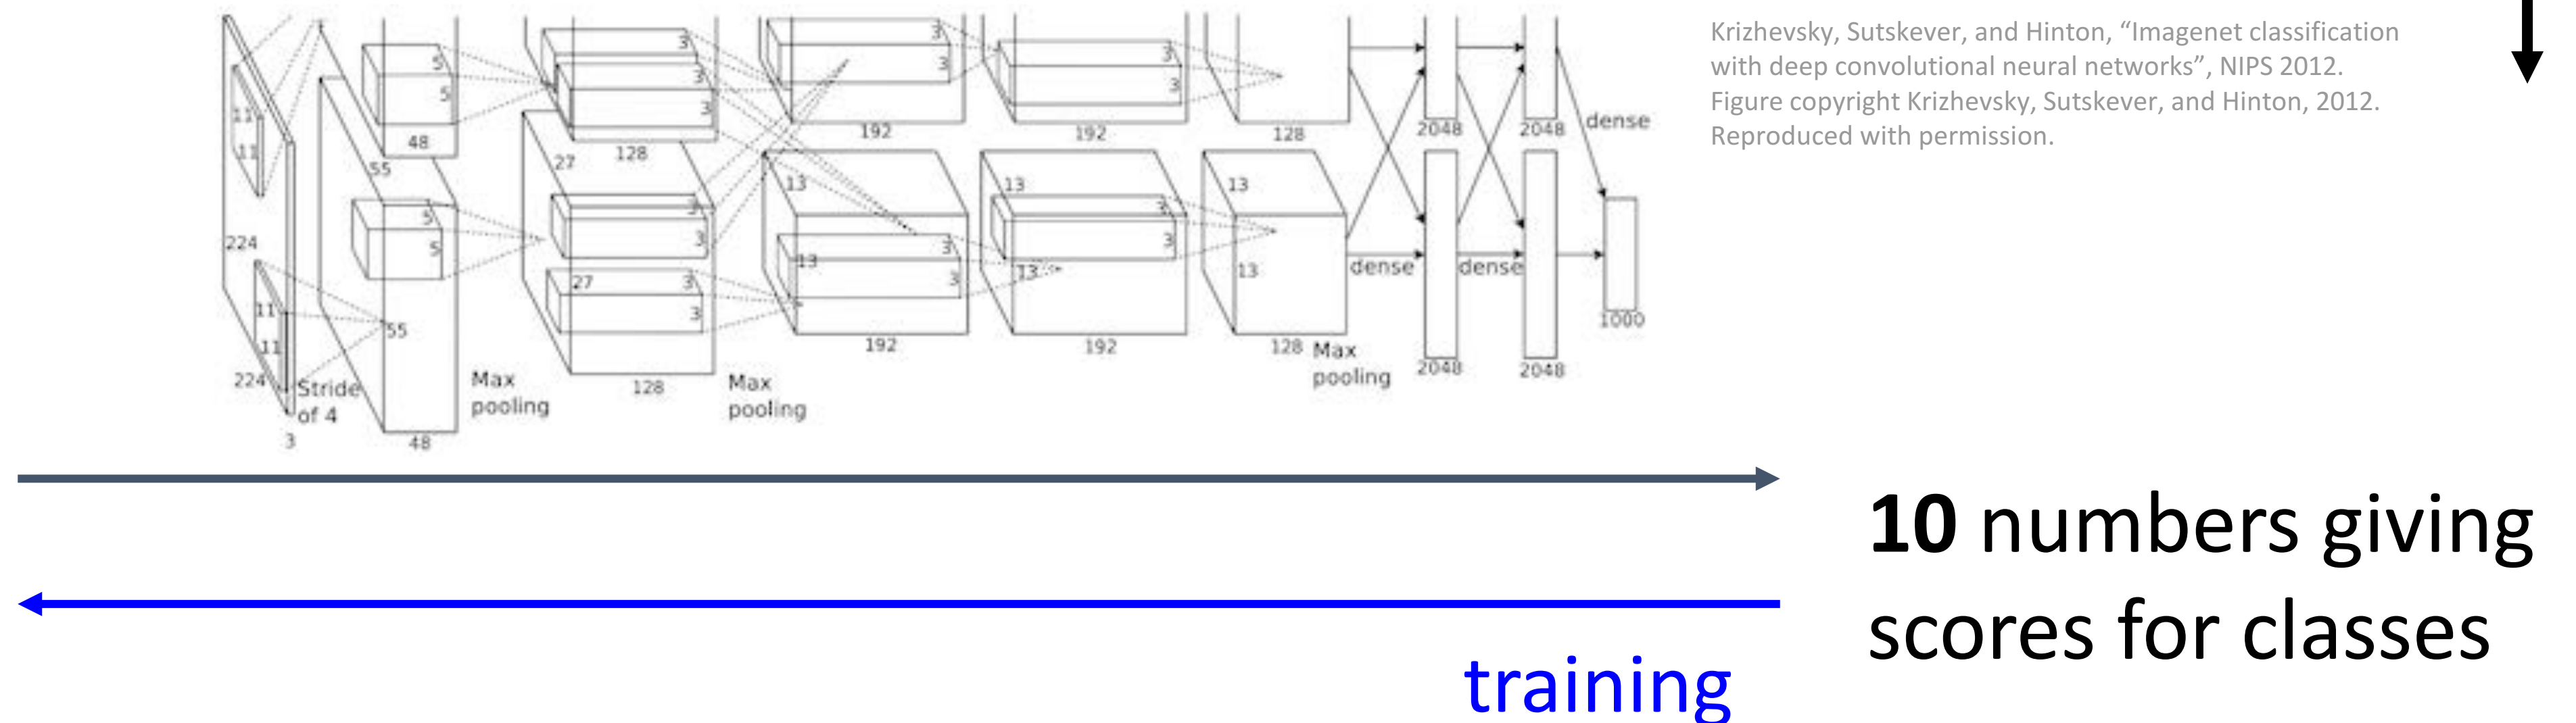 Krizhevsky, Sutskever, and Hinton, “Imagenet classification
with deep convolutional neural networks”, NIPS 2012.
Figure copyright Krizhevsky, Sutskever, and Hinton, 2012.
Reproduced with permission.
3
5
3
3
5
3
3
3
3
11
11
48
128
192
192
128
2048
2048
dense
55
27
13
13
13
5
5
3
3
3
3
224
3
3
13
13
13
27
3
3
dense
dense
11
55
11
1000
192
192
128
Max
pooling
2048
2048
224
Stride
of 4
Max
pooling
128
Max
pooling
3
48
10 numbers giving
scores for classes
training